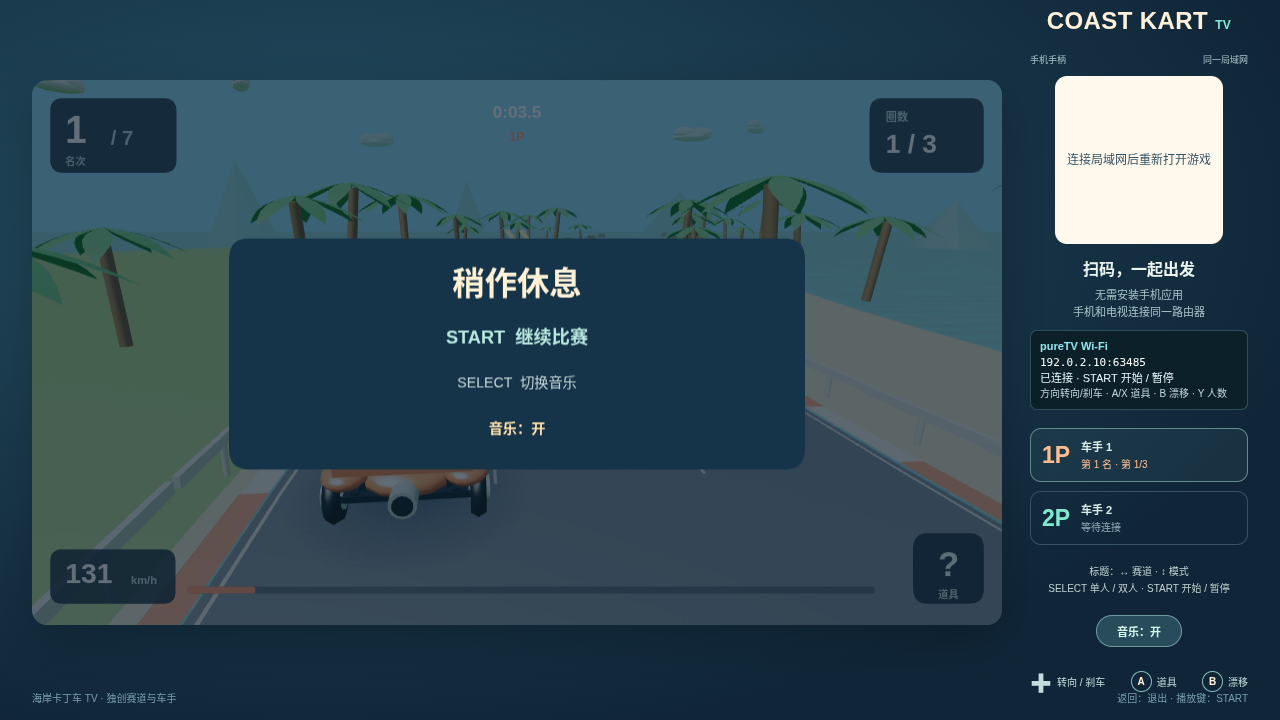 COAST KART TV
手机手柄 同一局域网
连接局域网后重新打开游戏
扫码，一起出发
无需安装手机应用
手机和电视连接同一路由器
pureTV Wi-Fi
192.0.2.10:63485
已连接 · START 开始 / 暂停
方向转向/刹车 · A/X 道具 · B 漂移 · Y 人数
1P 车手 1
第 1 名 · 第 1/3
2P 车手 2
等待连接
标题：↔ 赛道 · ↕ 模式
SELECT 单人 / 双人 · START 开始 / 暂停
音乐：开
转向 / 刹车 A 道具 B 漂移
返回：退出 · 播放键：START
1 / 7
名次
0:03.5
1P
圈数
1 / 3
稍作休息
START 继续比赛
SELECT 切换音乐
音乐：开
131 km/h
?
道具
海岸卡丁车 TV · 独创赛道与车手